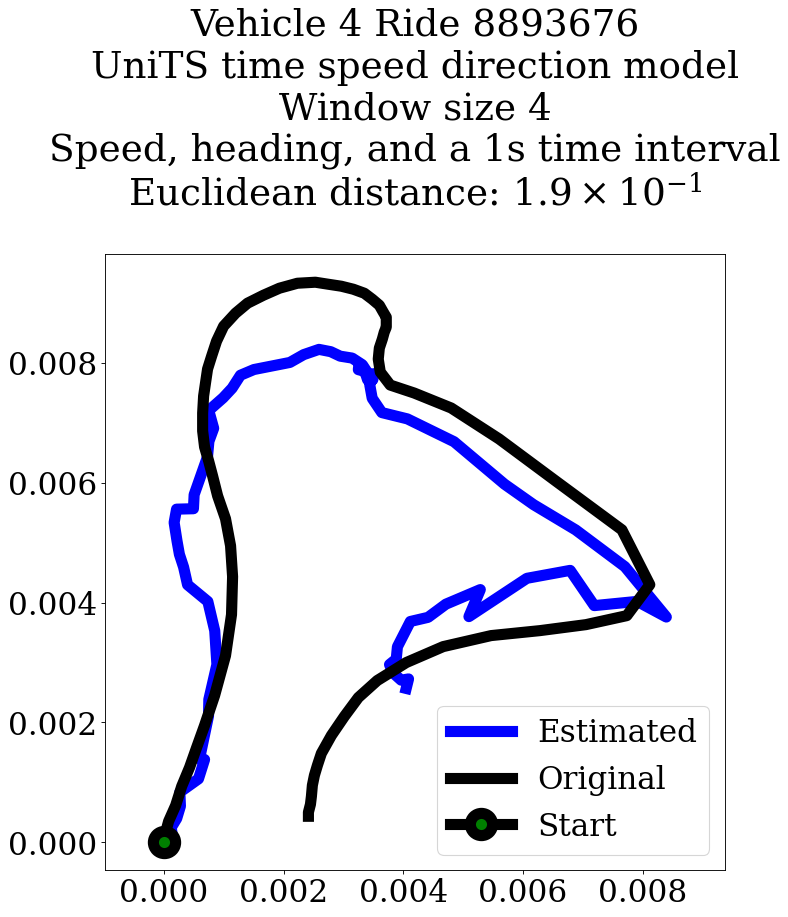 Vehicle 4 Ride 8893676
UniTS time speed direction model
Window size 4
Speed, heading, and a 1s time interval
Euclidean distance: 1.9 × 10⁻¹
0.008
0.006
0.004
0.002
0.000
Estimated
Original
Start
0.000 0.002 0.004 0.006 0.008